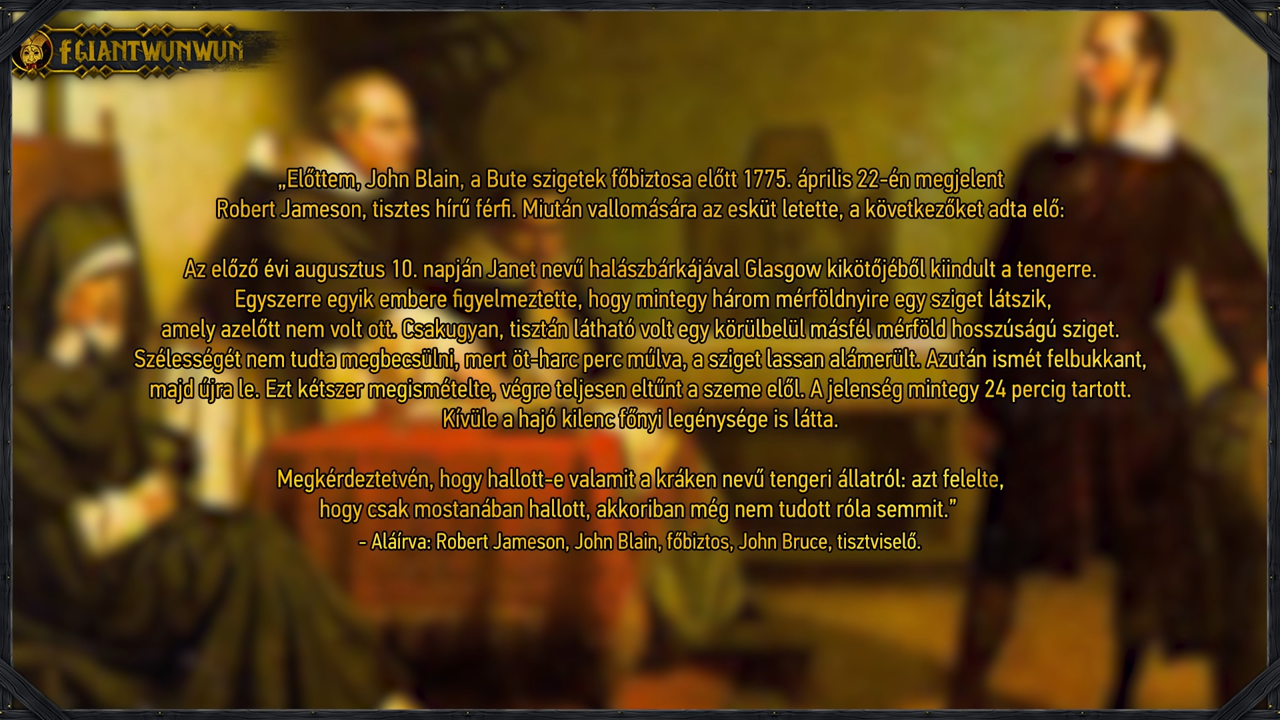 fGIANTWUNWUN
„Előttem, John Blain, a Bute szigetek főbiztosa előtt 1775. április 22-én megjelent
Robert Jameson, tisztes hírű férfi. Miután vallomására az esküt letette, a következőket adta elő:
Az előző évi augusztus 10. napján Janet nevű halászbárkájával Glasgow kikötőjéből kiindult a tengerre.
Egyszerre egyik embere figyelmeztette, hogy mintegy három mérföldnyire egy sziget látszik,
amely azelőtt nem volt ott. Csakugyan, tisztán látható volt egy körülbelül másfél mérföld hosszúságú sziget.
Szélességét nem tudta megbecsülni, mert öt-harc perc múlva, a sziget lassan alámerült. Azután ismét felbukkant,
majd újra le. Ezt kétszer megismételte, végre teljesen eltűnt a szeme elől. A jelenség mintegy 24 percig tartott.
Kívüle a hajó kilenc főnyi legénysége is látta.
Megkérdeztetvén, hogy hallott-e valamit a kráken nevű tengeri állatról: azt felelte,
hogy csak mostanában hallott, akkoriban még nem tudott róla semmit.”
- Aláírva: Robert Jameson, John Blain, főbiztos, John Bruce, tisztviselő.